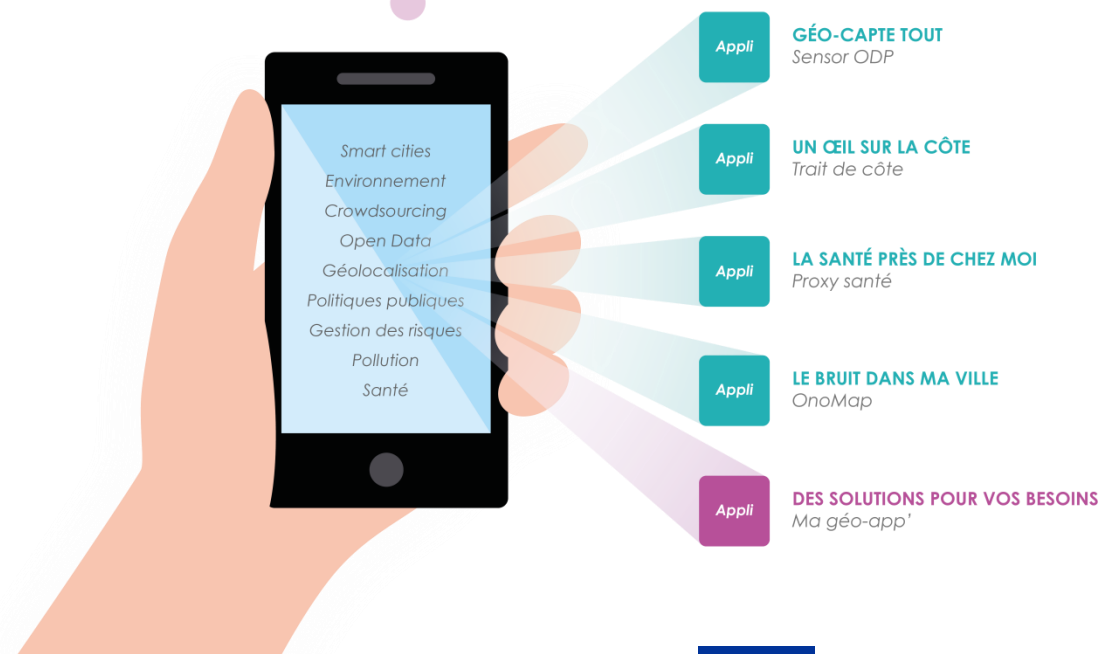 Smart cities
Environnement
Crowdsourcing
Open Data
Géolocalisation
Politiques publiques
Gestion des risques
Pollution
Santé
Appli
GÉO-CAPTE TOUT
Sensor ODP
Appli
UN ŒIL SUR LA CÔTE
Trait de côte
Appli
LA SANTÉ PRÈS DE CHEZ MOI
Proxy santé
Appli
LE BRUIT DANS MA VILLE
OnoMap
Appli
DES SOLUTIONS POUR VOS BESOINS
Ma géo-app’